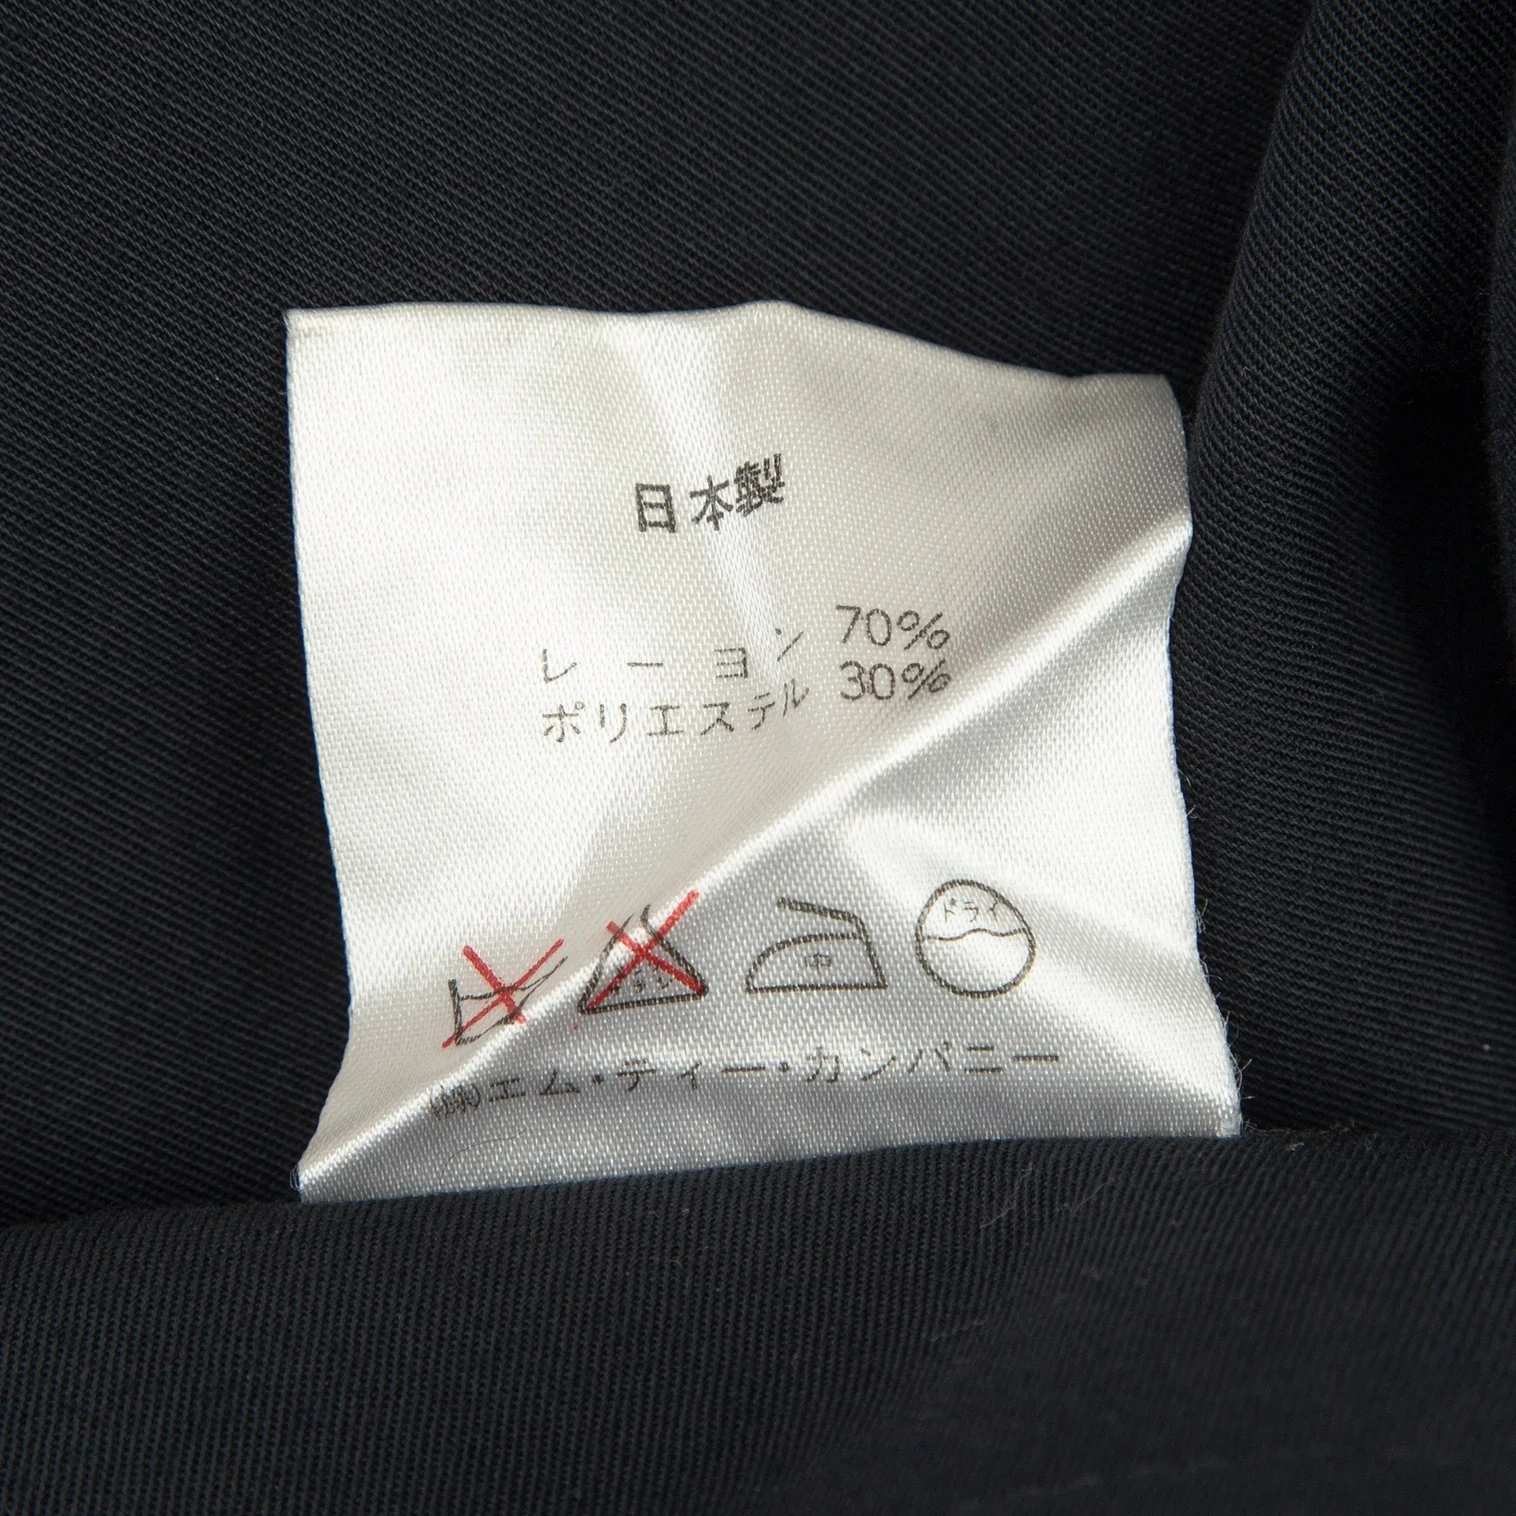 日本製
レーヨン 70%
ポリエステル 30%
中 ドライ
㈱エム・ティー・カンパニー